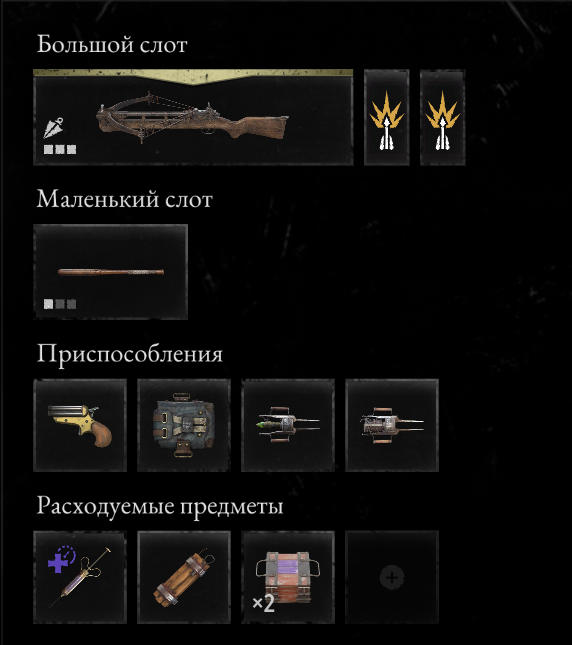 Большой слот
Маленький слот
Приспособления
Расходуемые предметы
×2